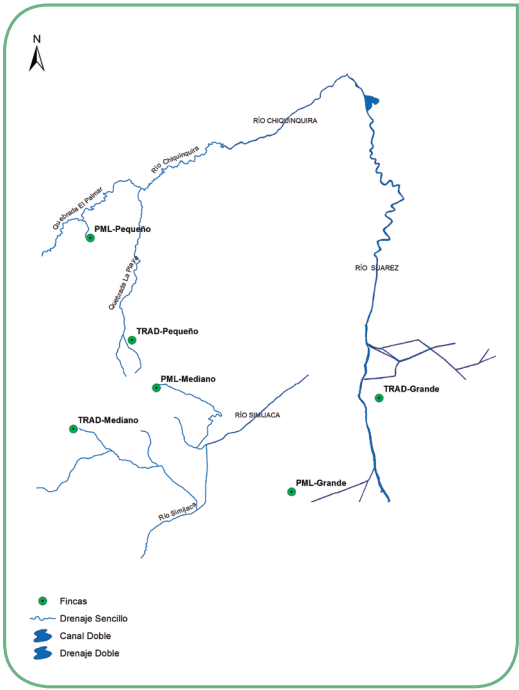 N
RÍO CHIQUINQUIRA
Río Chiquinquira
Quebrada El Palmar
PML-Pequeño
Quebrada La Playa
RÍO SUAREZ
TRAD-Pequeño
PML-Mediano
TRAD-Grande
RÍO SIMIJACA
TRAD-Mediano
PML-Grande
Río Simijaca
Fincas
Drenaje Sencillo
Canal Doble
Drenaje Doble